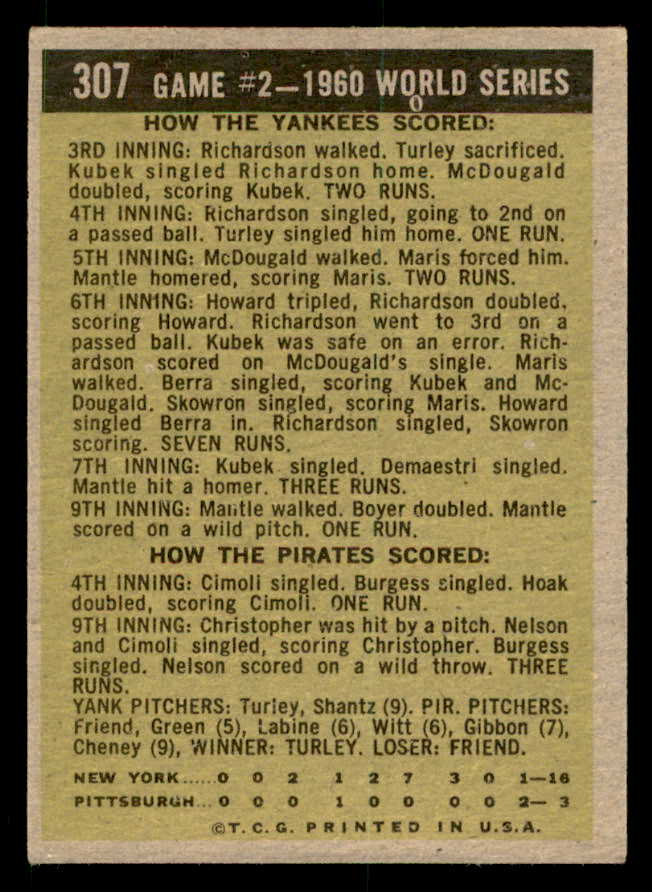 307 GAME #2—1960 WORLD SERIES
HOW THE YANKEES SCORED:
3RD INNING: Richardson walked. Turley sacrificed.
Kubek singled Richardson home. McDougald
doubled, scoring Kubek. TWO RUNS.
4TH INNING: Richardson singled, going to 2nd on
a passed ball. Turley singled him home. ONE RUN.
5TH INNING: McDougald walked. Maris forced him.
Mantle homered, scoring Maris. TWO RUNS.
6TH INNING: Howard tripled, Richardson doubled,
scoring Howard. Richardson went to 3rd on a
passed ball. Kubek was safe on an error. Rich-
ardson scored on McDougald's single. Maris
walked. Berra singled, scoring Kubek and Mc-
Dougald. Skowron singled, scoring Maris. Howard
singled Berra in. Richardson singled, Skowron
scoring. SEVEN RUNS.
7TH INNING: Kubek singled. Demaestri singled.
Mantle hit a homer. THREE RUNS.
9TH INNING: Mantle walked. Boyer doubled. Mantle
scored on a wild pitch. ONE RUN.
HOW THE PIRATES SCORED:
4TH INNING: Cimoli singled. Burgess singled. Hoak
doubled, scoring Cimoli. ONE RUN.
9TH INNING: Christopher was hit by a pitch. Nelson
and Cimoli singled, scoring Christopher. Burgess
singled. Nelson scored on a wild throw. THREE
RUNS.
YANK PITCHERS: Turley, Shantz (9). PIR. PITCHERS:
Friend, Green (5), Labine (6), Witt (6), Gibbon (7),
Cheney (9), WINNER: TURLEY. LOSER: FRIEND.
NEW YORK......0 0 2 1 2 7 3 0 1—16
PITTSBURGH...0 0 0 1 0 0 0 0 2— 3
©T.C.G. PRINTED IN U.S.A.